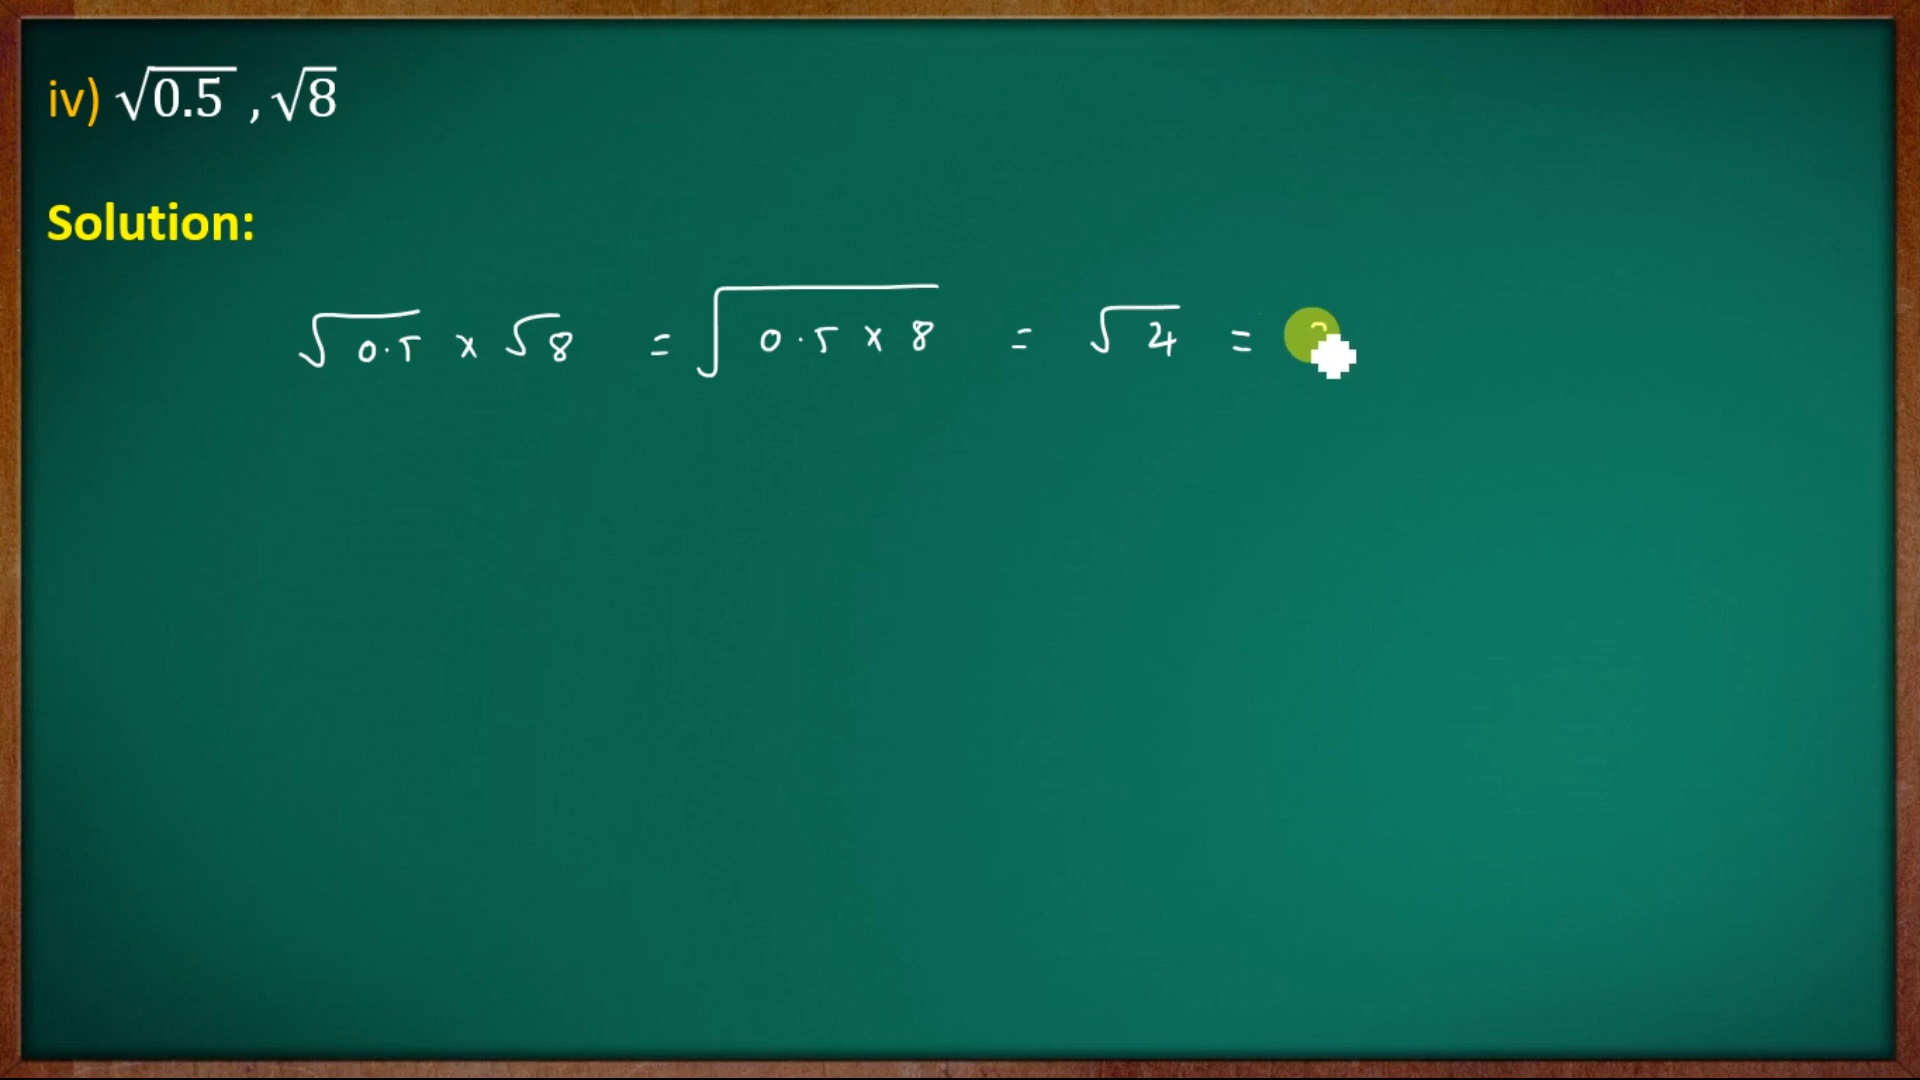 iv) √0.5 , √8
Solution:
√0.5 × √8 = √0.5 × 8 = √4 =